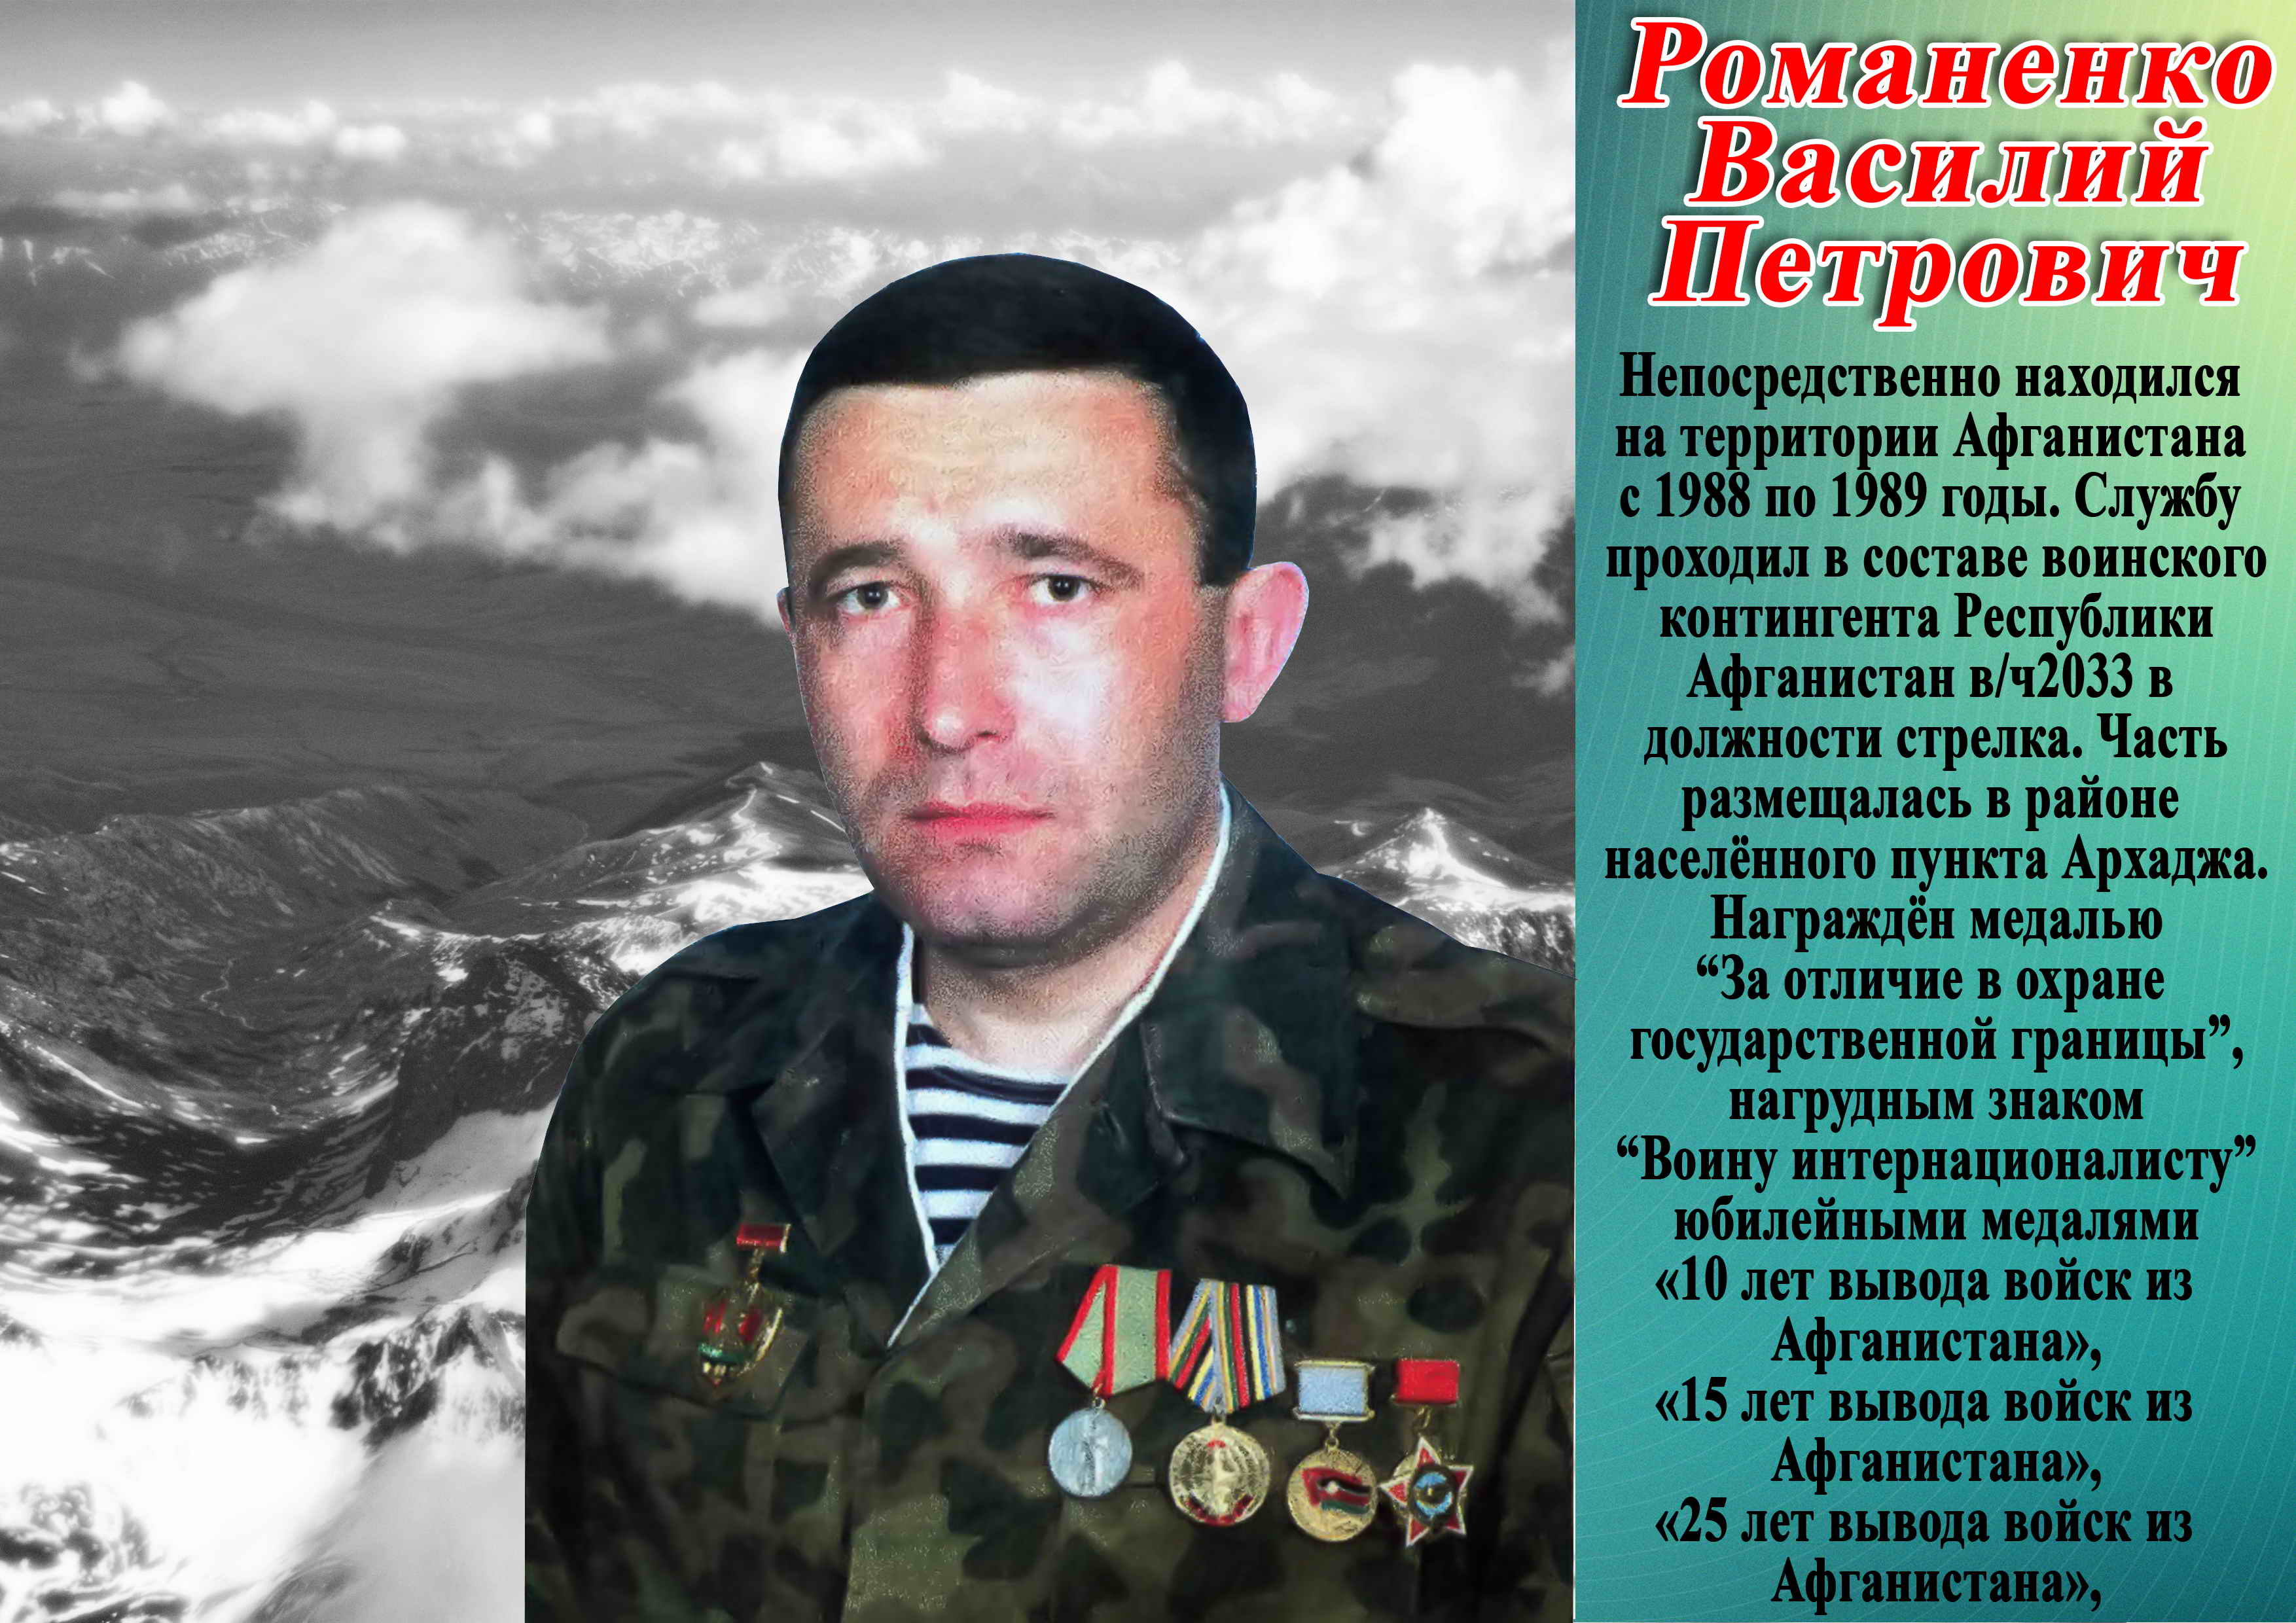 Романенко
Василий
Петрович
Непосредственно находился
на территории Афганистана
с 1988 по 1989 годы. Службу
проходил в составе воинского
контингента Республики
Афганистан в/ч2033 в
должности стрелка. Часть
размещалась в районе
населённого пункта Архаджа.
Награждён медалью
“За отличие в охране
государственной границы”,
нагрудным знаком
“Воину интернационалисту”
юбилейными медалями
«10 лет вывода войск из
Афганистана»,
«15 лет вывода войск из
Афганистана»,
«25 лет вывода войск из
Афганистана»,